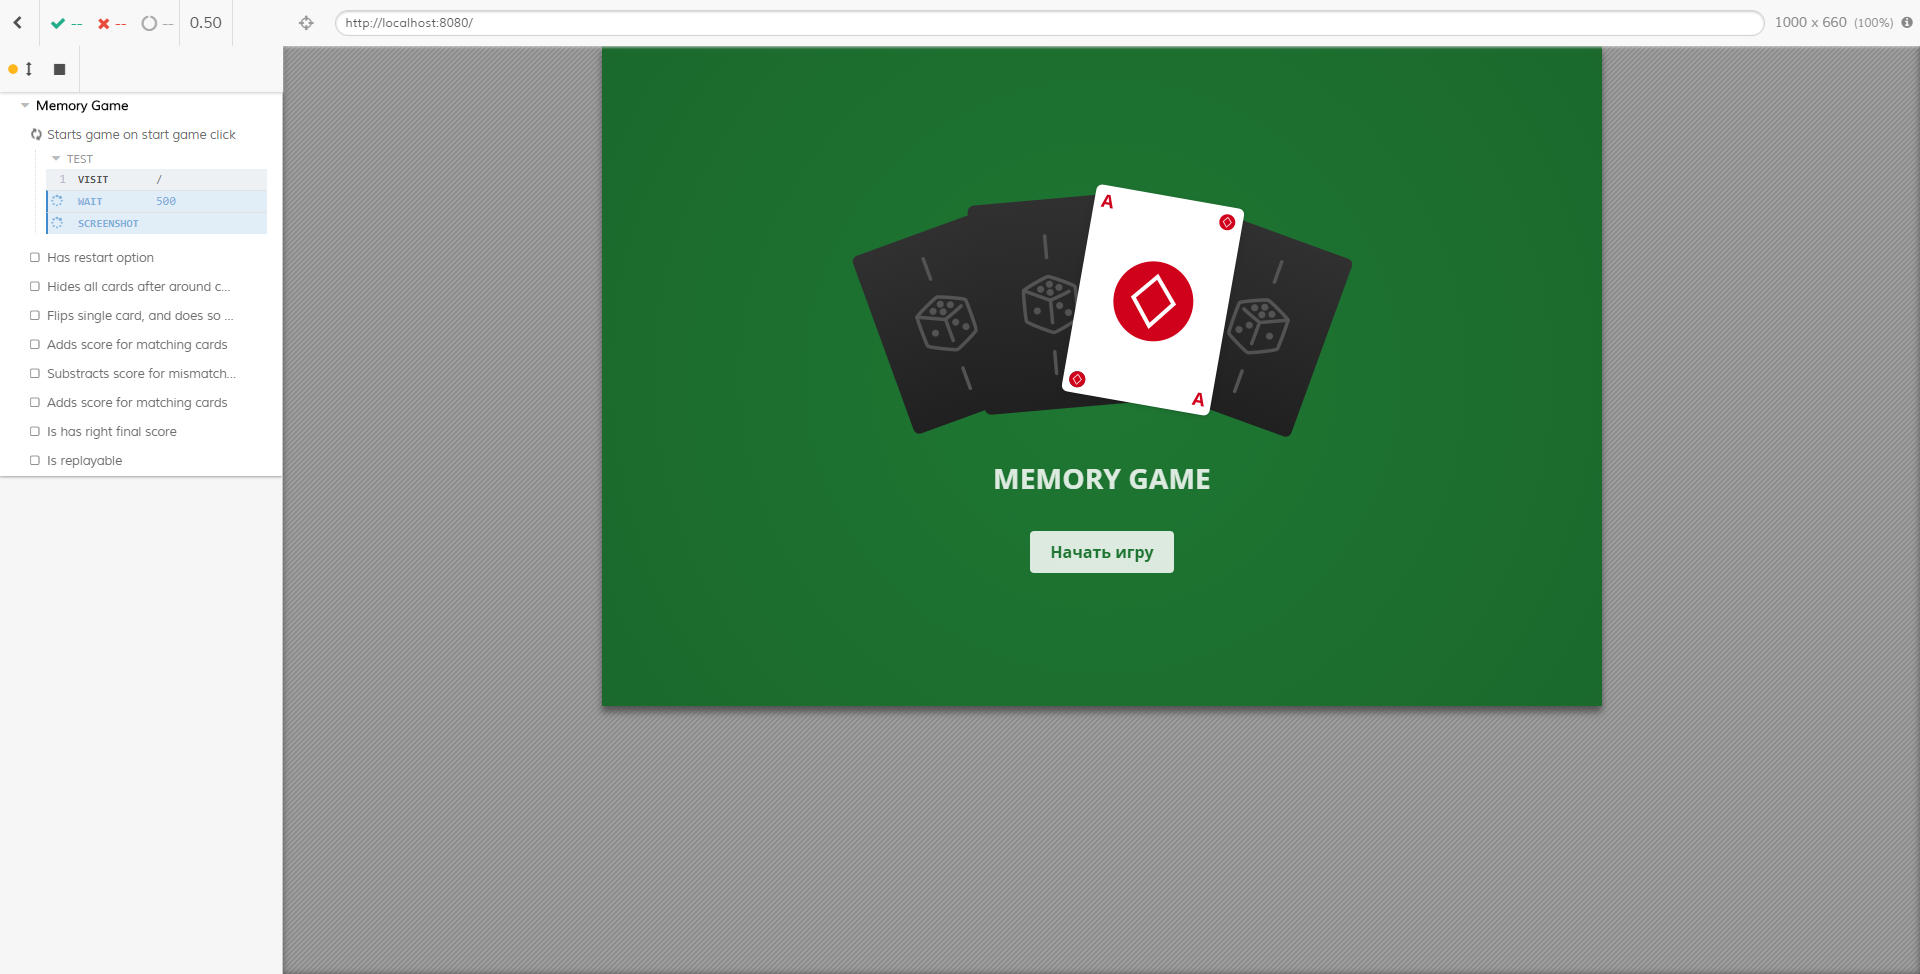 -- -- -- 0.50
http://localhost:8080/
1000 x 660 (100%)
Memory Game
Starts game on start game click
TEST
1 VISIT /
WAIT 500
SCREENSHOT
Has restart option
Hides all cards after around c...
Flips single card, and does so ...
Adds score for matching cards
Substracts score for mismatch...
Adds score for matching cards
Is has right final score
Is replayable
A
A
MEMORY GAME
Начать игру